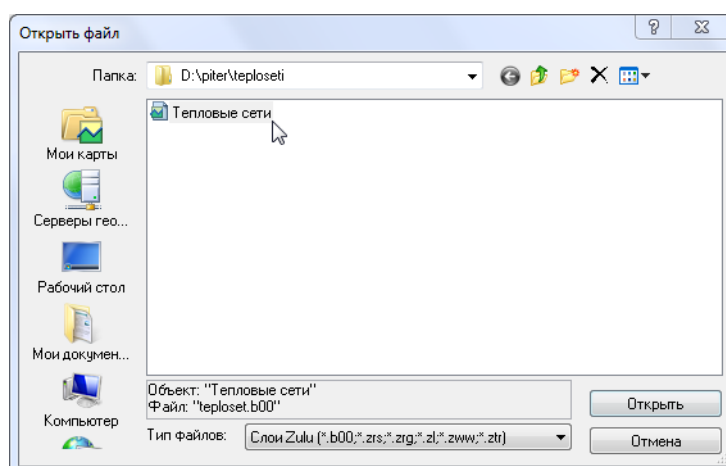 Открыть файл
Папка: D:\piter\teploseti
Тепловые сети
Мои карты
Серверы гео...
Рабочий стол
Мои докумен...
Компьютер
Объект: "Тепловые сети"
Файл: "teploset.b00"
Открыть
Тип файлов: Слои Zulu (*.b00;*.zrs;*.zrg;*.zl;*.zww;*.ztr)
Отмена